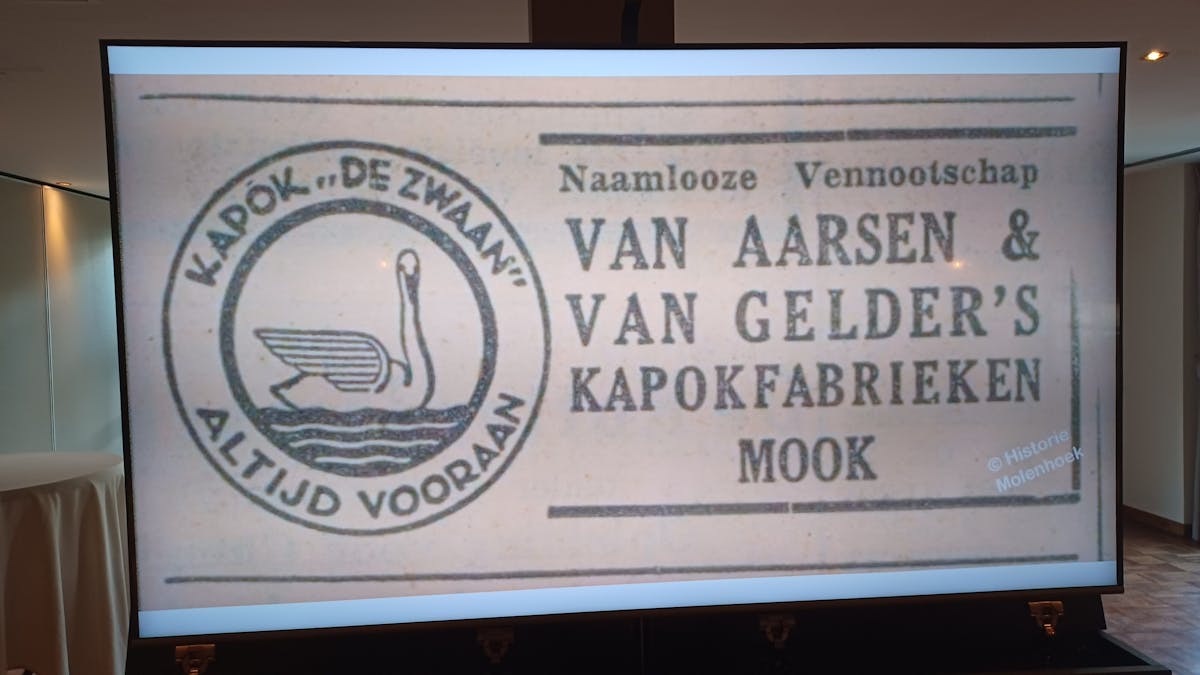 KAPOK „DE ZWAAN”
ALTIJD VOORAAN
Naamlooze Vennootschap
VAN AARSEN &
VAN GELDER'S
KAPOKFABRIEKEN
MOOK
© Historie
Molenhoek